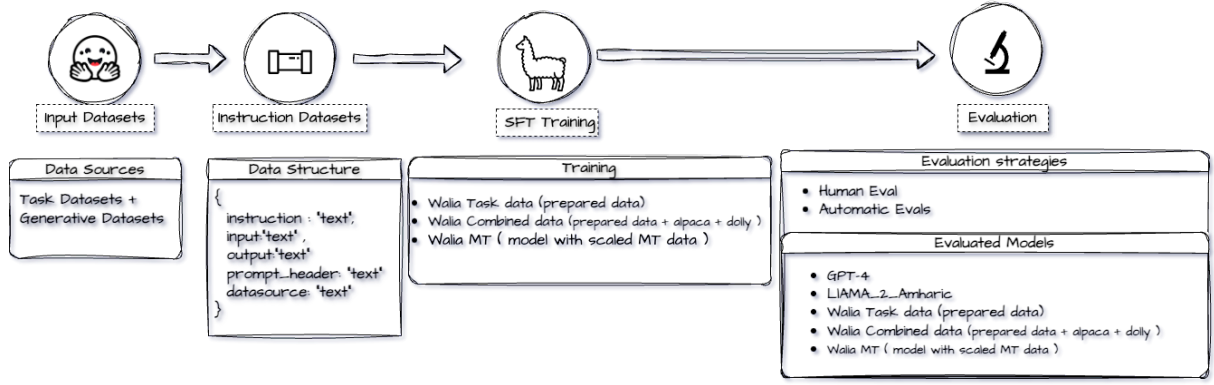 Input Datasets
Instruction Datasets
SFT Training
Evaluation
Data Sources
Task Datasets +
Generative Datasets
Data Structure
{
instruction : "text",
input:"text" ,
output:"text"
prompt_header: "text"
datasource: "text"
}
Training
• Walia Task data (prepared data)
• Walia Combined data (prepared data + alpaca + dolly )
• Walia MT ( model with scaled MT data )
Evaluation strategies
• Human Eval
• Automatic Evals
Evaluated Models
• GPT-4
• LlAMA_2_Amharic
• Walia Task data (prepared data)
• Walia Combined data (prepared data + alpaca + dolly )
• Walia MT ( model with scaled MT data )